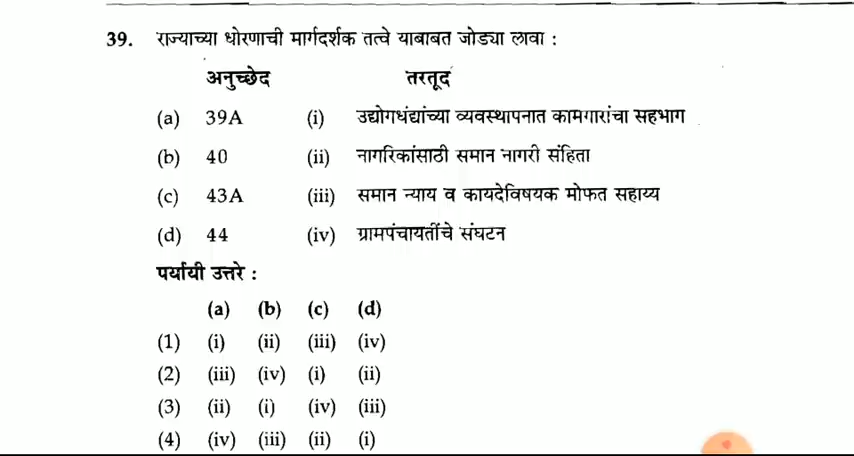 39. राज्याच्या धोरणाची मार्गदर्शक तत्वे याबाबत जोड्या लावा :
अनुच्छेद तरतूद
(a) 39A (i) उद्योगधंद्यांच्या व्यवस्थापनात कामगारांचा सहभाग
(b) 40 (ii) नागरिकांसाठी समान नागरी संहिता
(c) 43A (iii) समान न्याय व कायदेविषयक मोफत सहाय्य
(d) 44 (iv) ग्रामपंचायतींचे संघटन
पर्यायी उत्तरे :
(a) (b) (c) (d)
(1) (i) (ii) (iii) (iv)
(2) (iii) (iv) (i) (ii)
(3) (ii) (i) (iv) (iii)
(4) (iv) (iii) (ii) (i)